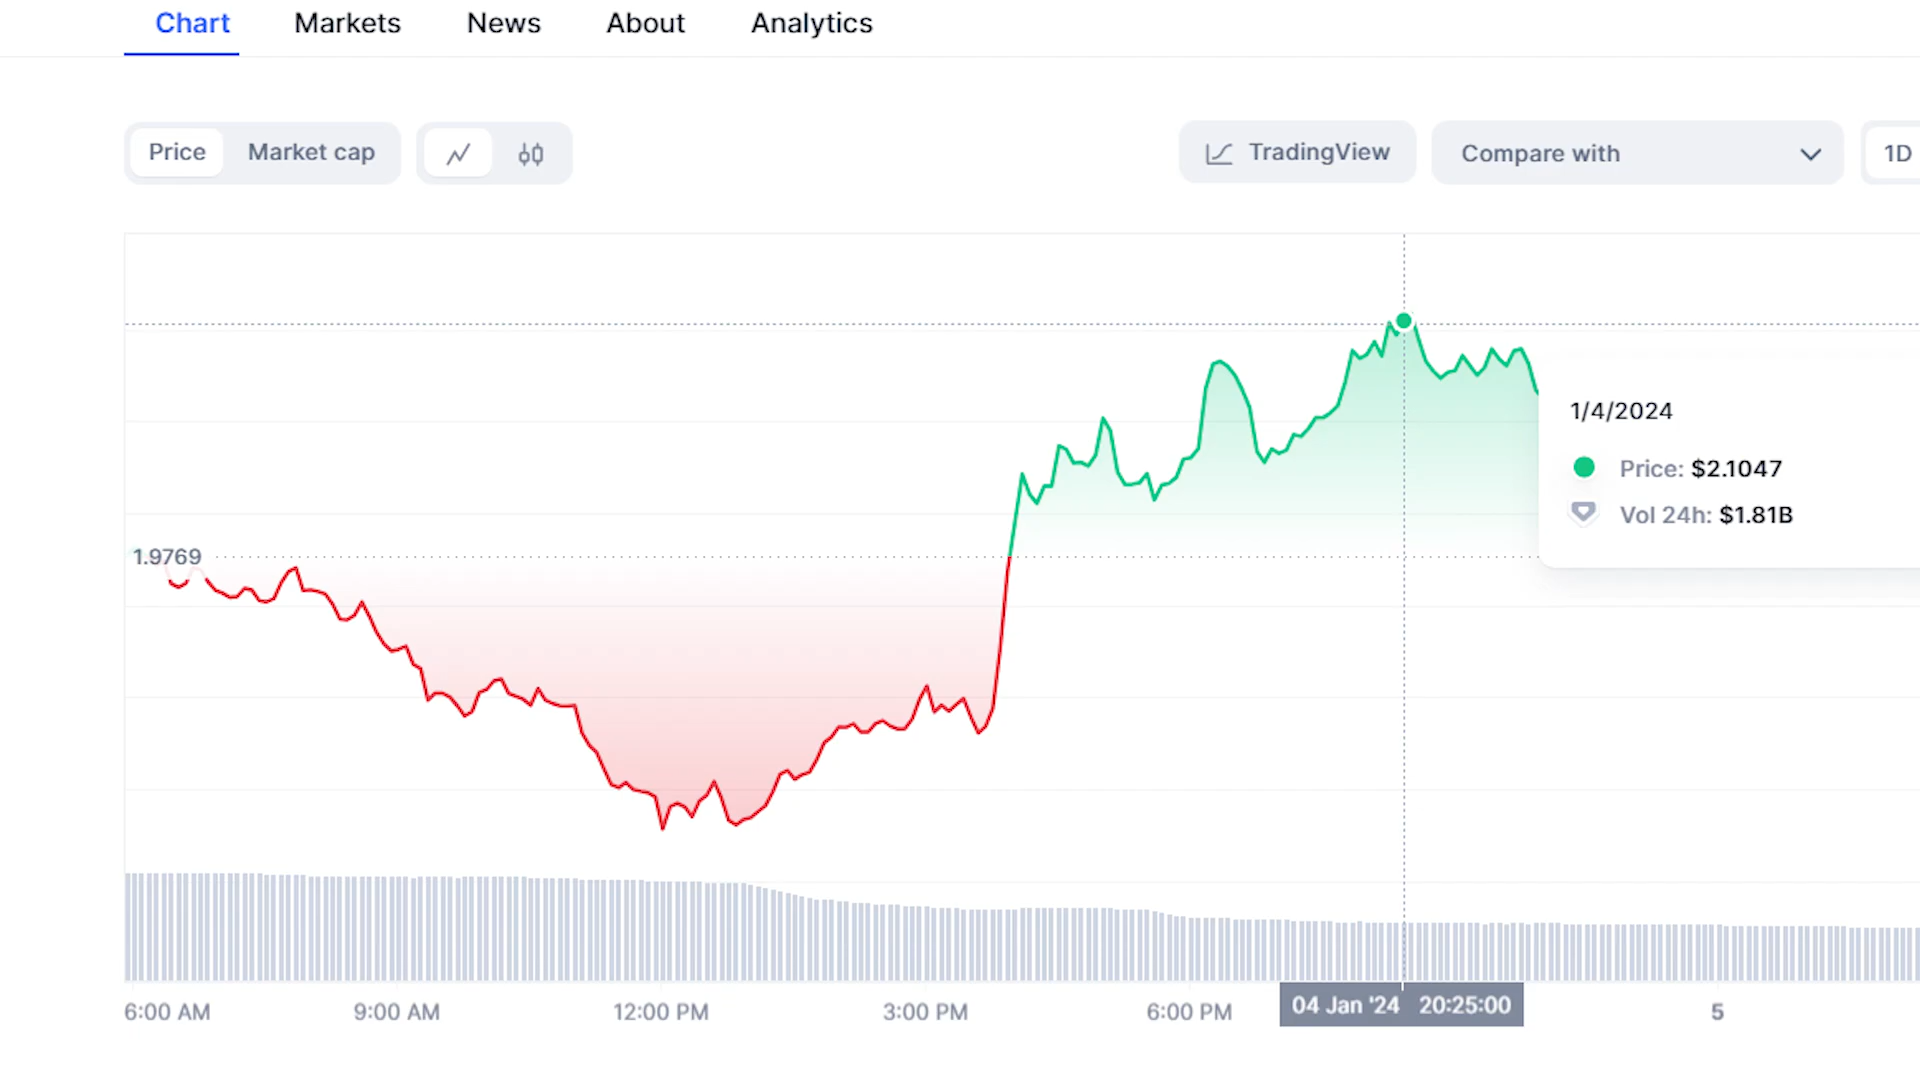 Chart Markets News About Analytics
Price Market cap TradingView Compare with 1D
1/4/2024
Price: $2.1047
Vol 24h: $1.81B
1.9769
6:00 AM 9:00 AM 12:00 PM 3:00 PM 6:00 PM 04 Jan '24 20:25:00 5